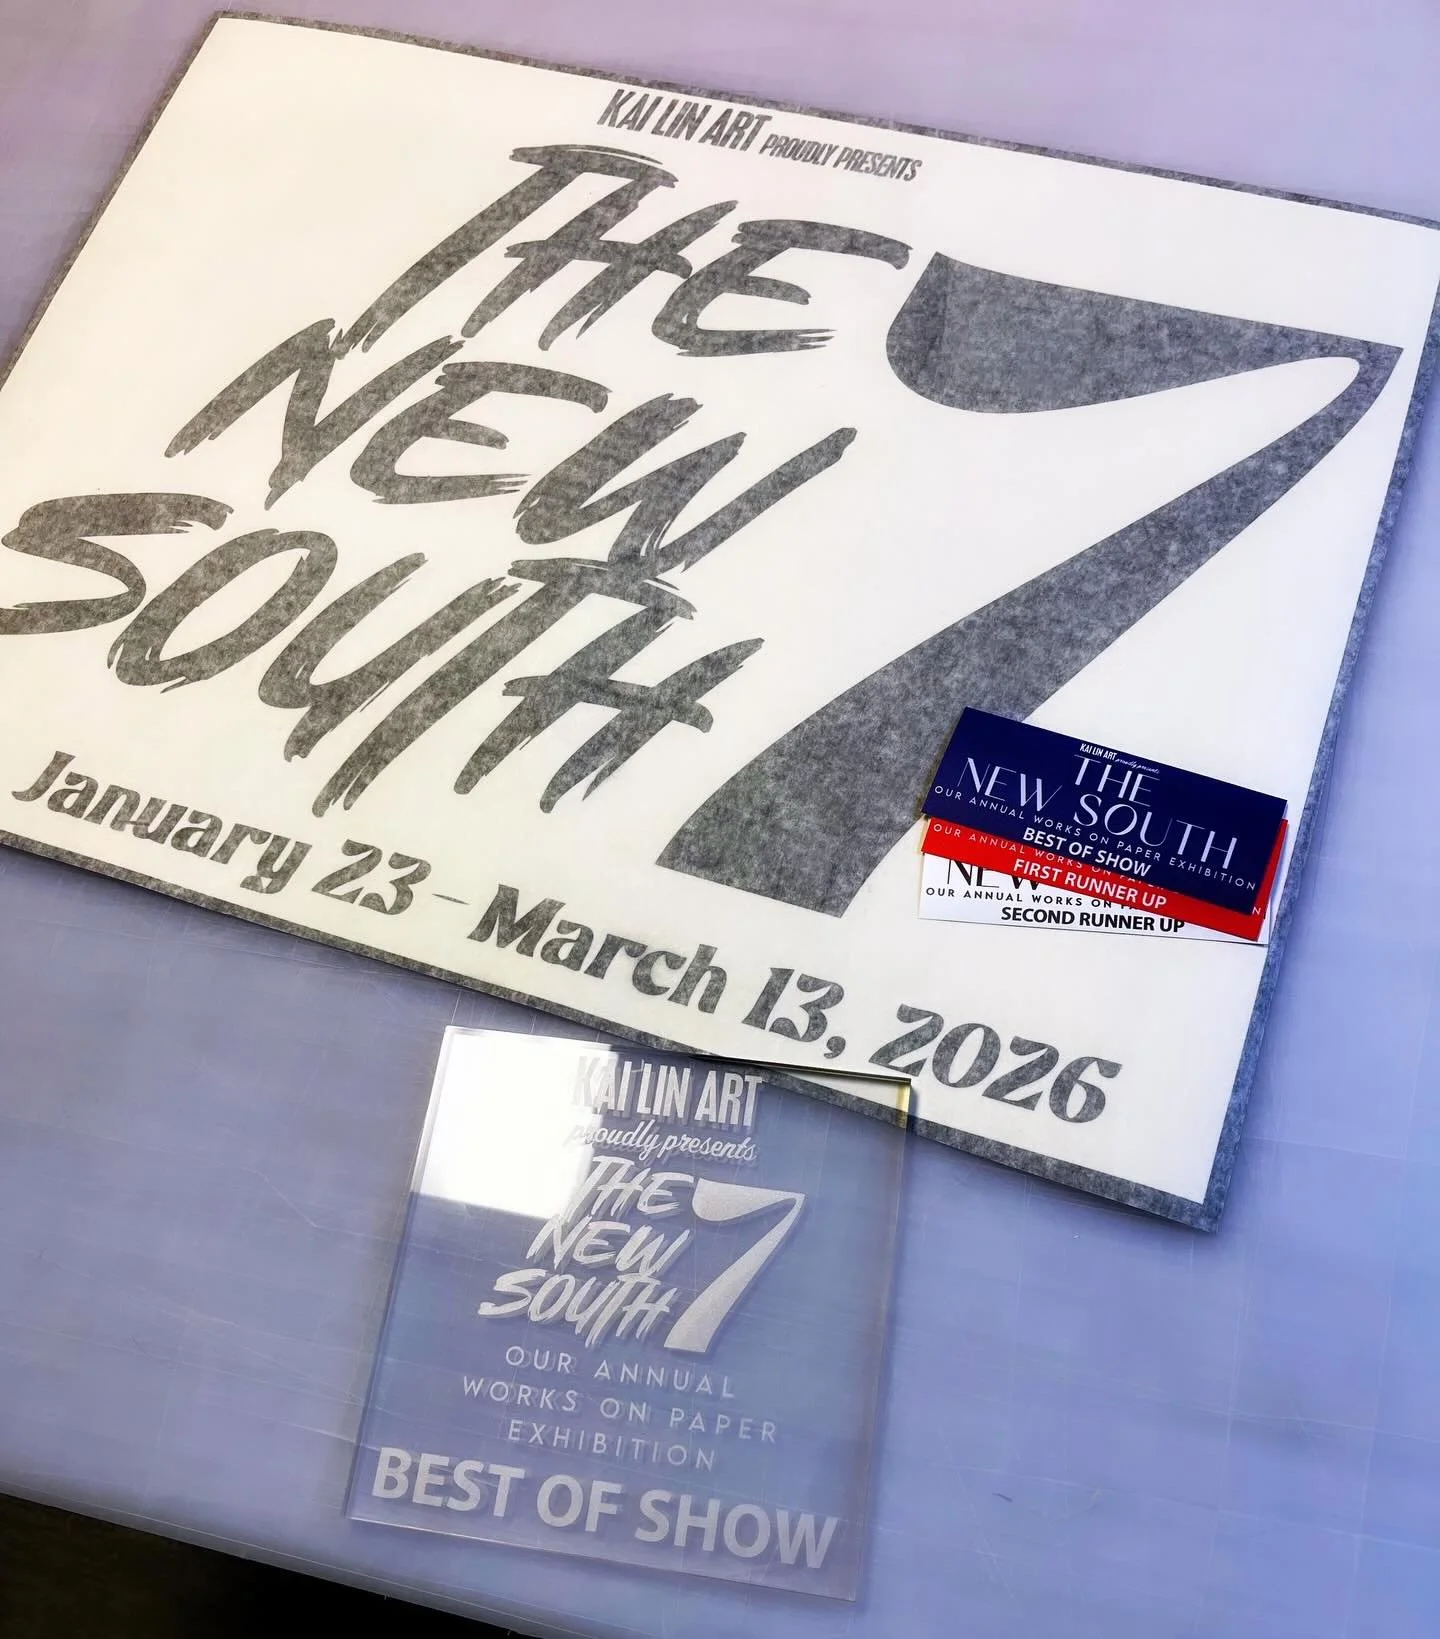 KAI LIN ART PROUDLY PRESENTS
THE
NEW
SOUTH
7
January 23 – March 13, 2026
KAI LIN ART proudly presents
THE
NEW SOUTH
OUR ANNUAL WORKS ON PAPER EXHIBITION
BEST OF SHOW
OUR ANNUAL WORKS ON
FIRST RUNNER UP
NEW
OUR ANNUAL WORKS ON
SECOND RUNNER UP
KAI LIN ART
proudly presents
THE
NEW
SOUTH
7
OUR ANNUAL
WORKS ON PAPER
EXHIBITION
BEST OF SHOW